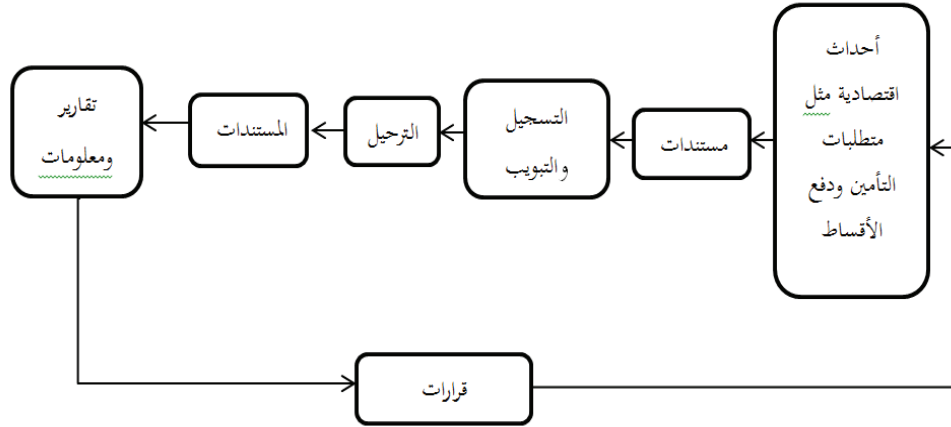 أحداث
اقتصادية مثل
متطلبات
التأمين ودفع
الأقساط
مستندات
التسجيل
والتبويب
الترحيل
المستندات
تقارير
ومعلومات
قرارات